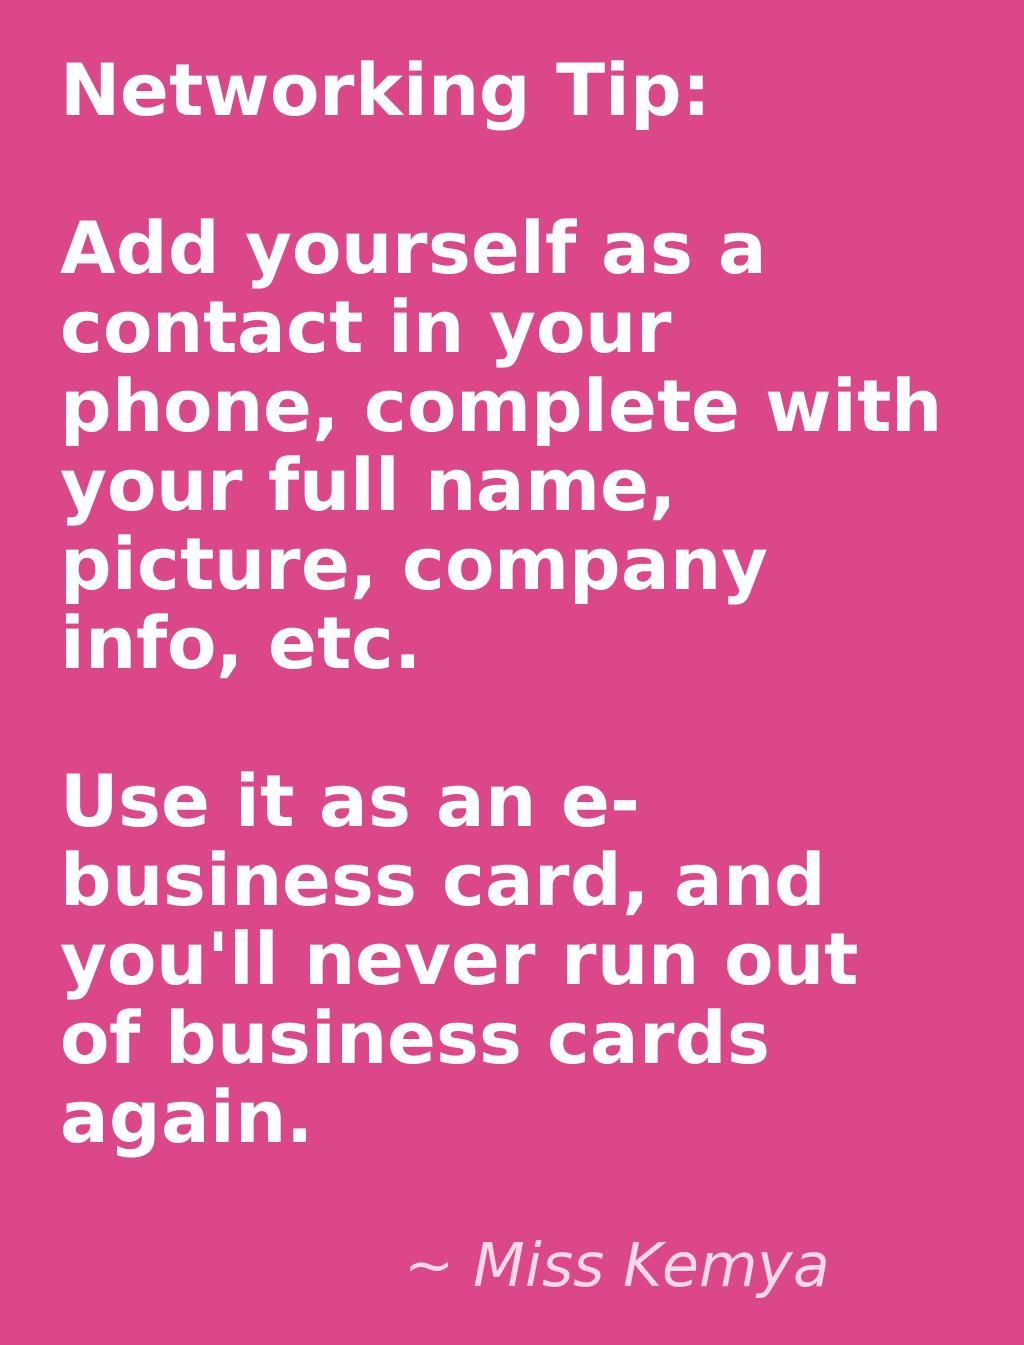 Networking Tip:
Add yourself as a
contact in your
phone, complete with
your full name,
picture, company
info, etc.
Use it as an e-
business card, and
you'll never run out
of business cards
again.
~ Miss Kemya